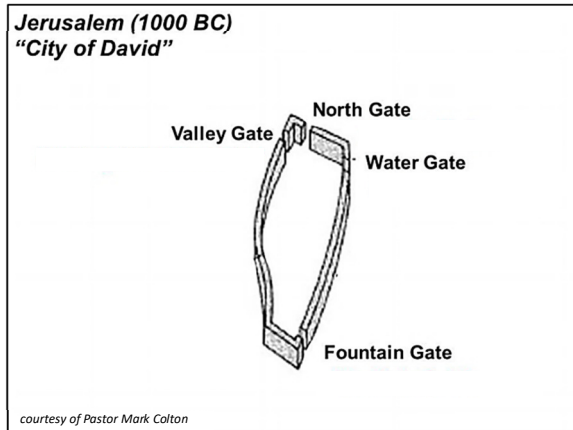 Jerusalem (1000 BC)
“City of David”
North Gate
Valley Gate
Water Gate
Fountain Gate
courtesy of Pastor Mark Colton